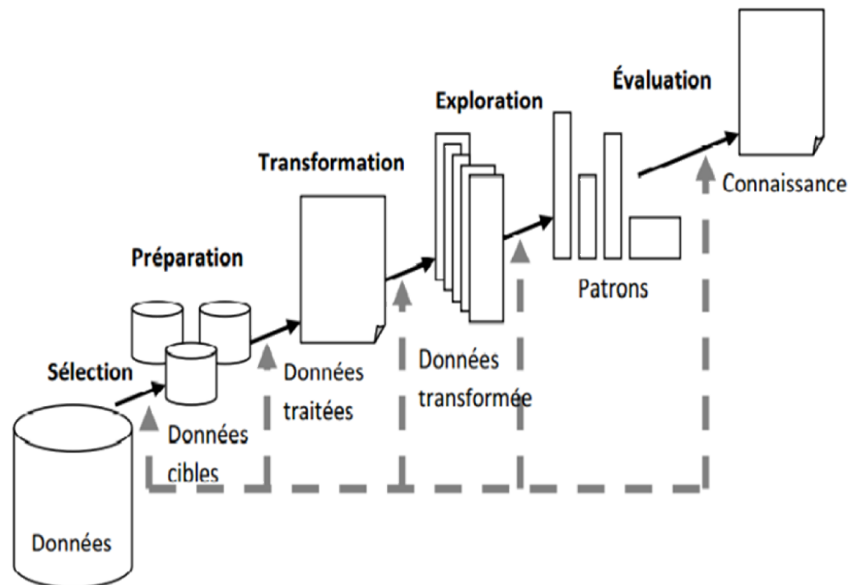 Évaluation
Exploration
Transformation
Connaissance
Préparation
Patrons
Sélection
Données
traitées
Données
transformée
Données
cibles
Données